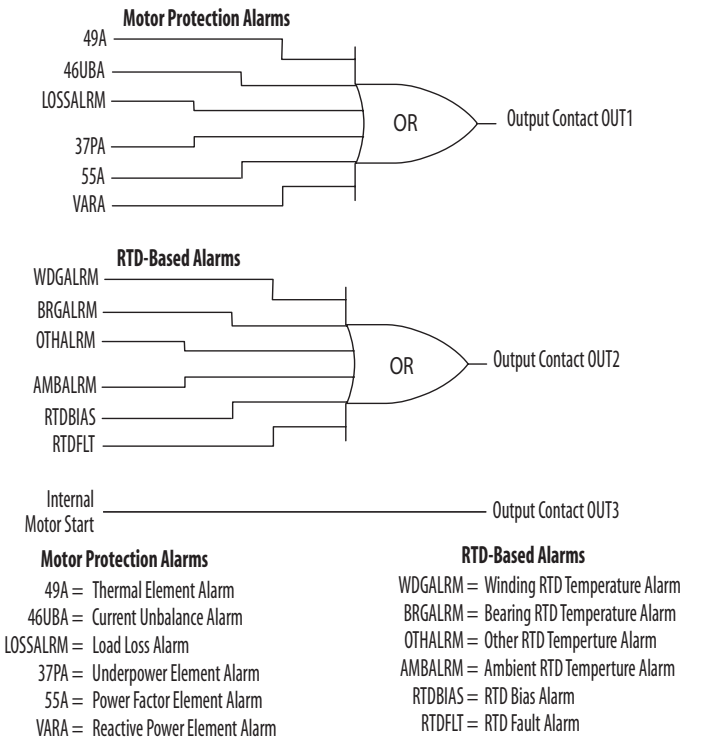 Motor Protection Alarms
49A
46UBA
LOSSALRM
37PA
55A
VARA
OR
Output Contact OUT1
RTD-Based Alarms
WDGALRM
BRGALRM
OTHALRM
AMBALRM
RTDBIAS
RTDFLT
OR
Output Contact OUT2
Internal
Motor Start
Output Contact OUT3
Motor Protection Alarms
49A = Thermal Element Alarm
46UBA = Current Unbalance Alarm
LOSSALRM = Load Loss Alarm
37PA = Underpower Element Alarm
55A = Power Factor Element Alarm
VARA = Reactive Power Element Alarm
RTD-Based Alarms
WDGALRM = Winding RTD Temperature Alarm
BRGALRM = Bearing RTD Temperature Alarm
OTHALRM = Other RTD Temperture Alarm
AMBALRM = Ambient RTD Temperture Alarm
RTDBIAS = RTD Bias Alarm
RTDFLT = RTD Fault Alarm